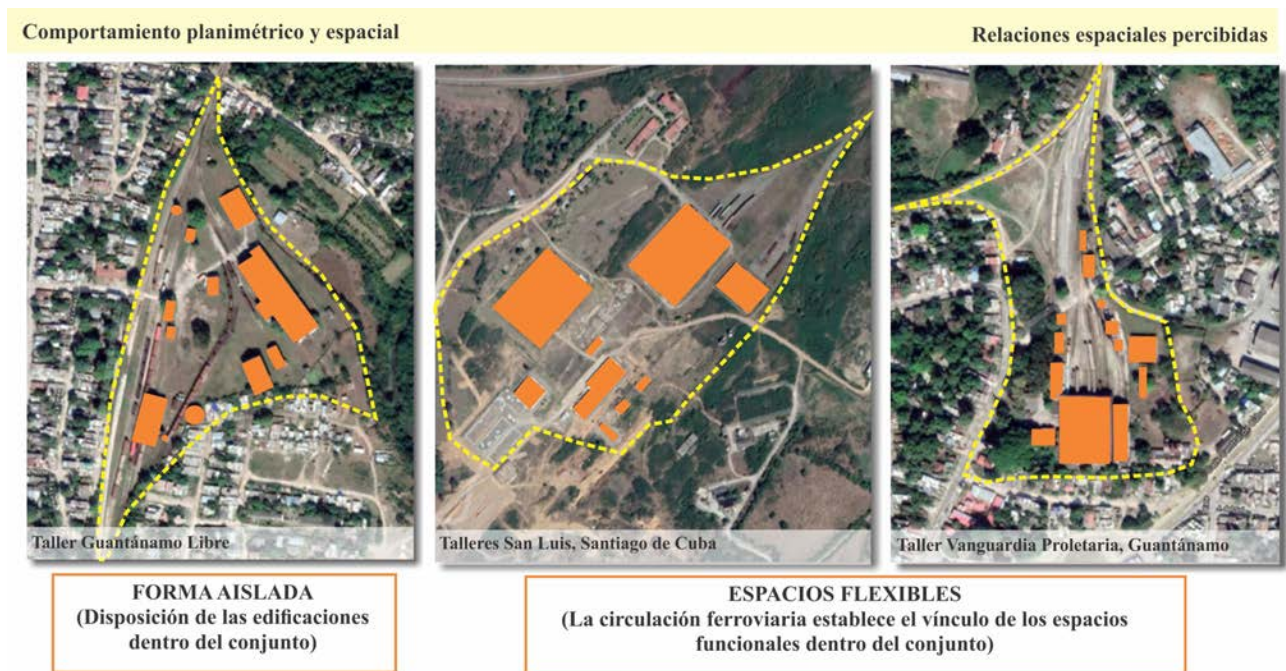 Comportamiento planimétrico y espacial
Relaciones espaciales percibidas
Taller Guantánamo Libre
Talleres San Luis, Santiago de Cuba
Taller Vanguardia Proletaria, Guantánamo
FORMA AISLADA
(Disposición de las edificaciones
dentro del conjunto)
ESPACIOS FLEXIBLES
(La circulación ferroviaria establece el vínculo de los espacios
funcionales dentro del conjunto)